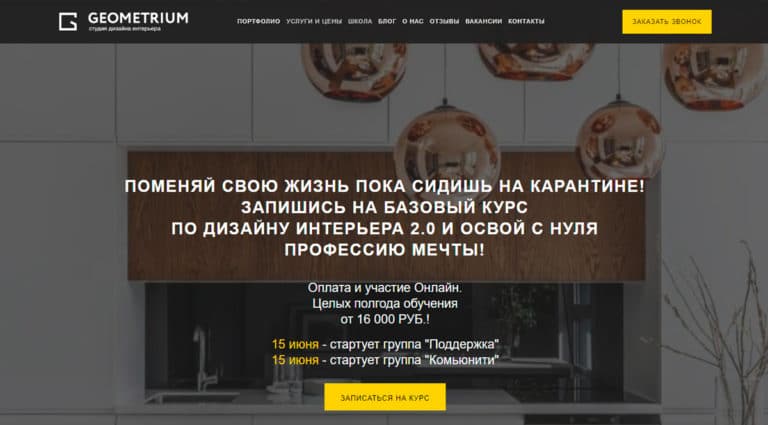 GEOMETRIUM
студия дизайна интерьера
ПОРТФОЛИО УСЛУГИ И ЦЕНЫ ШКОЛА БЛОГ О НАС ОТЗЫВЫ ВАКАНСИИ КОНТАКТЫ
ЗАКАЗАТЬ ЗВОНОК
ПОМЕНЯЙ СВОЮ ЖИЗНЬ ПОКА СИДИШЬ НА КАРАНТИНЕ!
ЗАПИШИСЬ НА БАЗОВЫЙ КУРС
ПО ДИЗАЙНУ ИНТЕРЬЕРА 2.0 И ОСВОЙ С НУЛЯ
ПРОФЕССИЮ МЕЧТЫ!
Оплата и участие Онлайн.
Целых полгода обучения
от 16 000 РУБ.!
15 июня - стартует группа "Поддержка"
15 июня - стартует группа "Комьюнити"
ЗАПИСАТЬСЯ НА КУРС